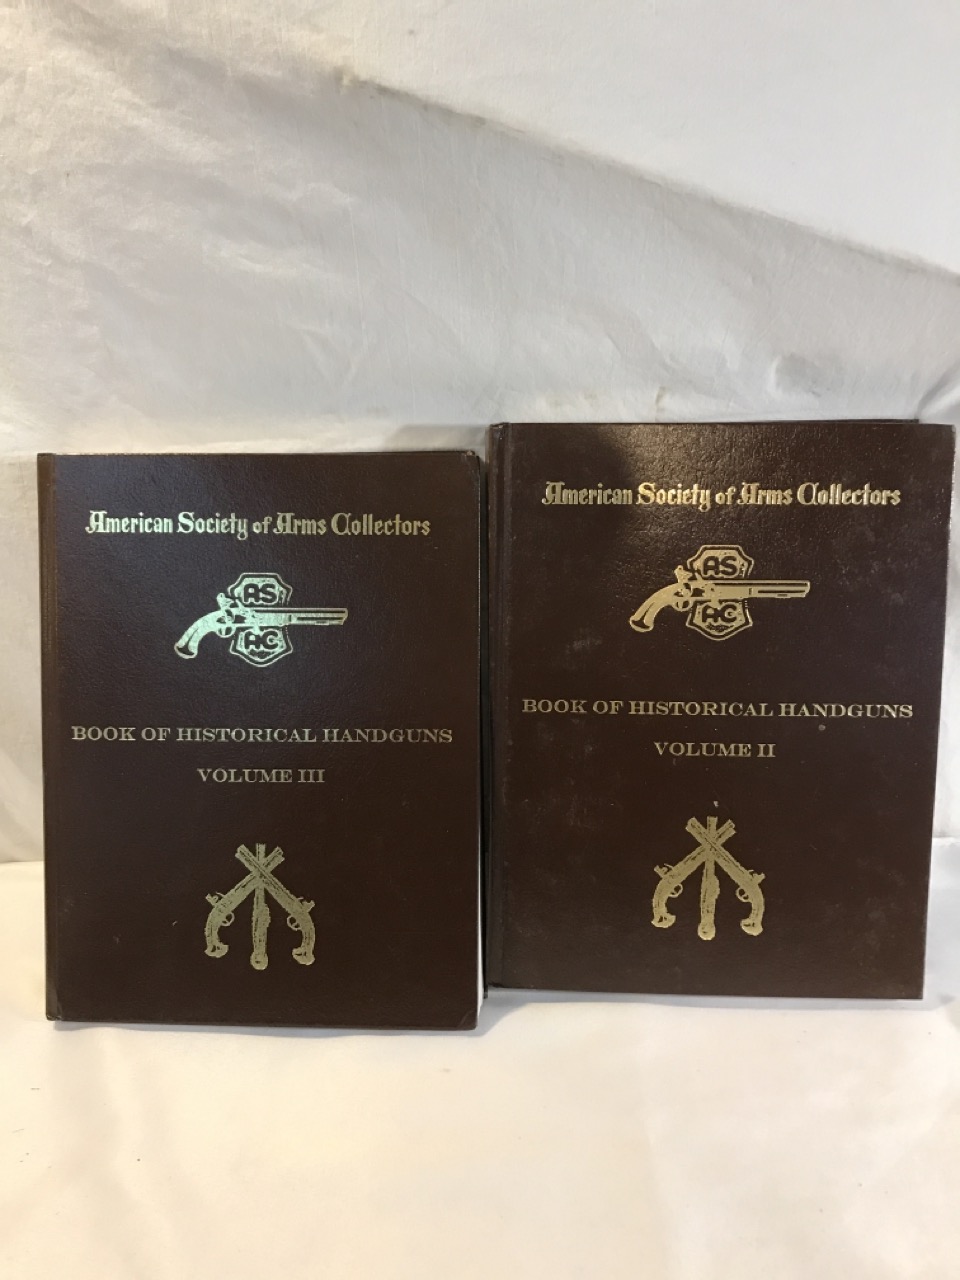 American Society of Arms Collectors
AS
AC
BOOK OF HISTORICAL HANDGUNS
VOLUME III
American Society of Arms Collectors
AS
AC
BOOK OF HISTORICAL HANDGUNS
VOLUME II